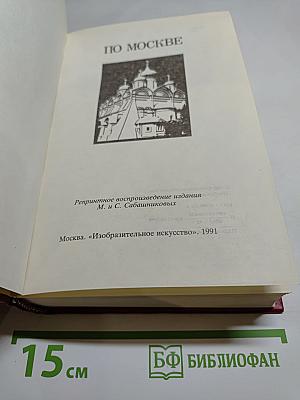 ПО МОСКВЕ
Репринтное воспроизведение издания
М. и С. Сабашниковых
Москва. «Изобразительное искусство». 1991
15 см
БФ БИБЛИОФАН